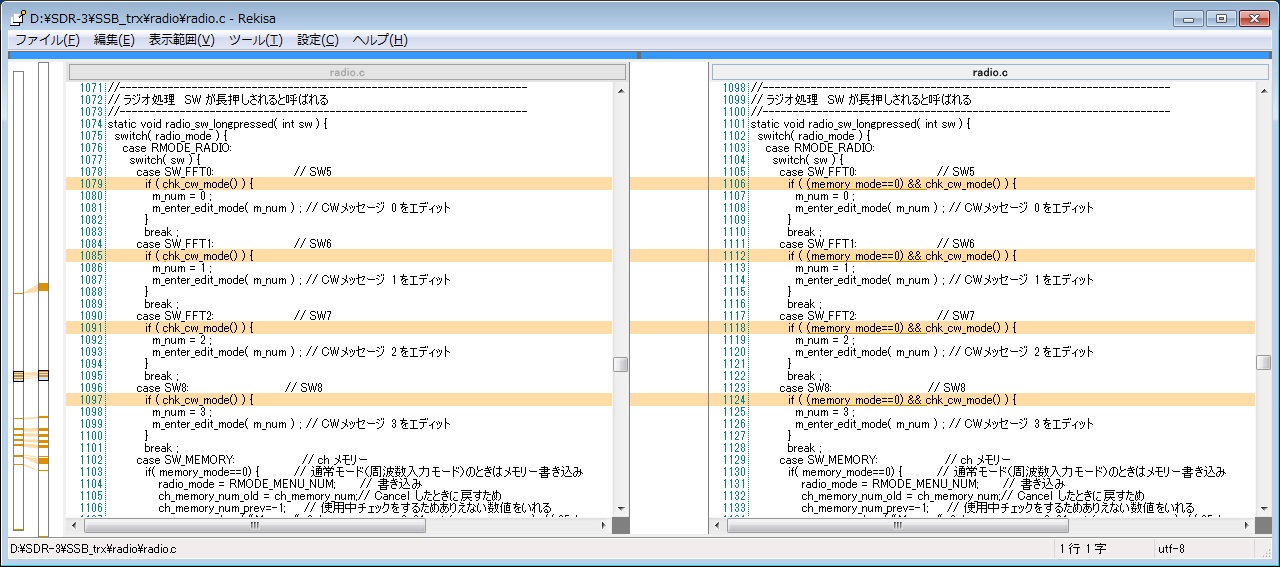 D:¥SDR-3¥SSB_trx¥radio¥radio.c - Rekisa
ファイル(F) 編集(E) 表示範囲(V) ツール(T) 設定(C) ヘルプ(H)
radio.c
1071 //------------------------------------------------------------------------------
1072 // ラジオ処理 SW が長押しされると呼ばれる
1073 //------------------------------------------------------------------------------
1074 static void radio_sw_longpressed( int sw ) {
1075 switch( radio_mode ) {
1076 case RMODE_RADIO:
1077 switch( sw ) {
1078 case SW_FFT0: // SW5
1079 if ( chk_cw_mode() ) {
1080 m_num = 0 ;
1081 m_enter_edit_mode( m_num ) ; // CWメッセージ 0をエディット
1082 }
1083 break ;
1084 case SW_FFT1: // SW6
1085 if ( chk_cw_mode() ) {
1086 m_num = 1 ;
1087 m_enter_edit_mode( m_num ) ; // CWメッセージ 1をエディット
1088 }
1089 break ;
1090 case SW_FFT2: // SW7
1091 if ( chk_cw_mode() ) {
1092 m_num = 2 ;
1093 m_enter_edit_mode( m_num ) ; // CWメッセージ 2をエディット
1094 }
1095 break ;
1096 case SW8: // SW8
1097 if ( chk_cw_mode() ) {
1098 m_num = 3 ;
1099 m_enter_edit_mode( m_num ) ; // CWメッセージ 3をエディット
1100 }
1101 break ;
1102 case SW_MEMORY: // ch メモリー
1103 if( memory_mode==0) { // 通常モード(周波数入力モード)のときはメモリー書き込み
1104 radio_mode = RMODE_MENU_NUM; // 書き込み
1105 ch_memory_num_old = ch_memory_num;// Cancel したときに戻すため
1106 ch_memory_num_prev=-1; // 使用中チェックをするためありえない数値をいれる
radio.c
1098 //------------------------------------------------------------------------------
1099 // ラジオ処理 SW が長押しされると呼ばれる
1100 //------------------------------------------------------------------------------
1101 static void radio_sw_longpressed( int sw ) {
1102 switch( radio_mode ) {
1103 case RMODE_RADIO:
1104 switch( sw ) {
1105 case SW_FFT0: // SW5
1106 if ( (memory_mode==0) && chk_cw_mode() ) {
1107 m_num = 0 ;
1108 m_enter_edit_mode( m_num ) ; // CWメッセージ 0をエディット
1109 }
1110 break ;
1111 case SW_FFT1: // SW6
1112 if ( (memory_mode==0) && chk_cw_mode() ) {
1113 m_num = 1 ;
1114 m_enter_edit_mode( m_num ) ; // CWメッセージ 1をエディット
1115 }
1116 break ;
1117 case SW_FFT2: // SW7
1118 if ( (memory_mode==0) && chk_cw_mode() ) {
1119 m_num = 2 ;
1120 m_enter_edit_mode( m_num ) ; // CWメッセージ 2をエディット
1121 }
1122 break ;
1123 case SW8: // SW8
1124 if ( (memory_mode==0) && chk_cw_mode() ) {
1125 m_num = 3 ;
1126 m_enter_edit_mode( m_num ) ; // CWメッセージ 3をエディット
1127 }
1128 break ;
1129 case SW_MEMORY: // ch メモリー
1130 if( memory_mode==0) { // 通常モード(周波数入力モード)のときはメモリー書き込み
1131 radio_mode = RMODE_MENU_NUM; // 書き込み
1132 ch_memory_num_old = ch_memory_num;// Cancel したときに戻すため
1133 ch_memory_num_prev=-1; // 使用中チェックをするためありえない数値をいれる
D:¥SDR-3¥SSB_trx¥radio¥radio.c 1 行 1 字 utf-8